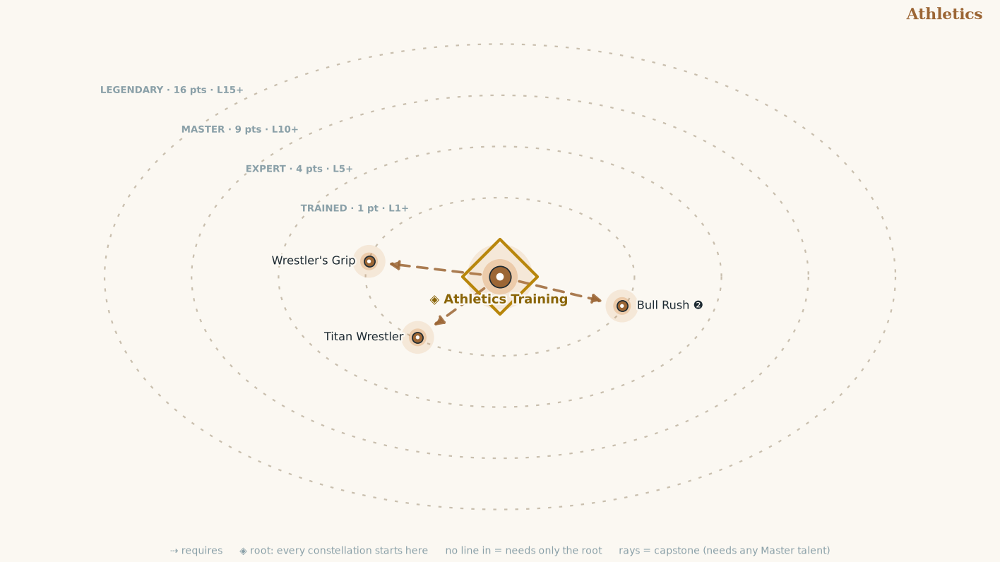 Athletics
LEGENDARY · 16 pts · L15+
MASTER · 9 pts · L10+
EXPERT · 4 pts · L5+
TRAINED · 1 pt · L1+
Wrestler's Grip
◈ Athletics Training
Bull Rush ❷
Titan Wrestler
⇢ requires ◈ root: every constellation starts here no line in = needs only the root rays = capstone (needs any Master talent)